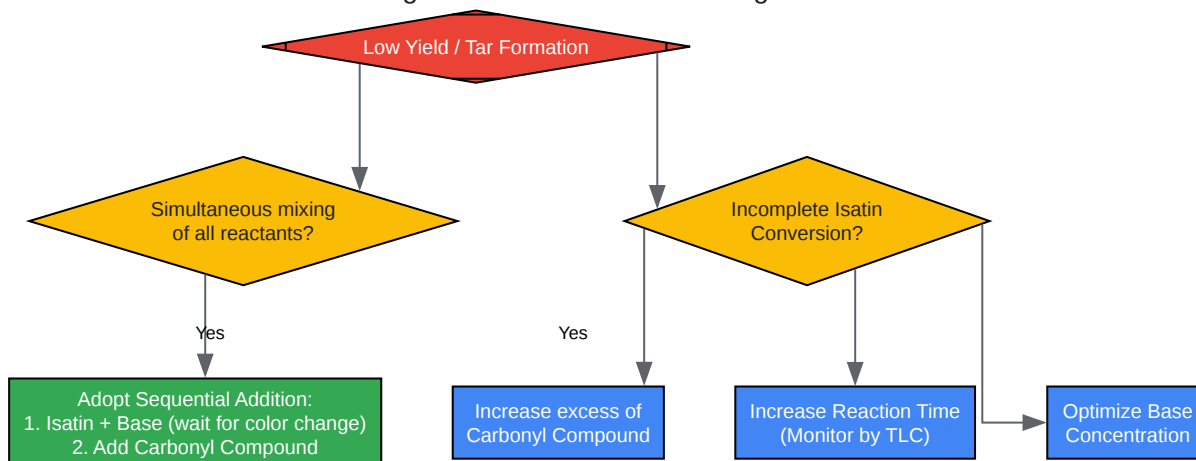 Low Yield / Tar Formation
Simultaneous mixing
of all reactants?
Incomplete Isatin
Conversion?
Yes
Yes
Adopt Sequential Addition:
1. Isatin + Base (wait for color change)
2. Add Carbonyl Compound
Increase excess of
Carbonyl Compound
Increase Reaction Time
(Monitor by TLC)
Optimize Base
Concentration